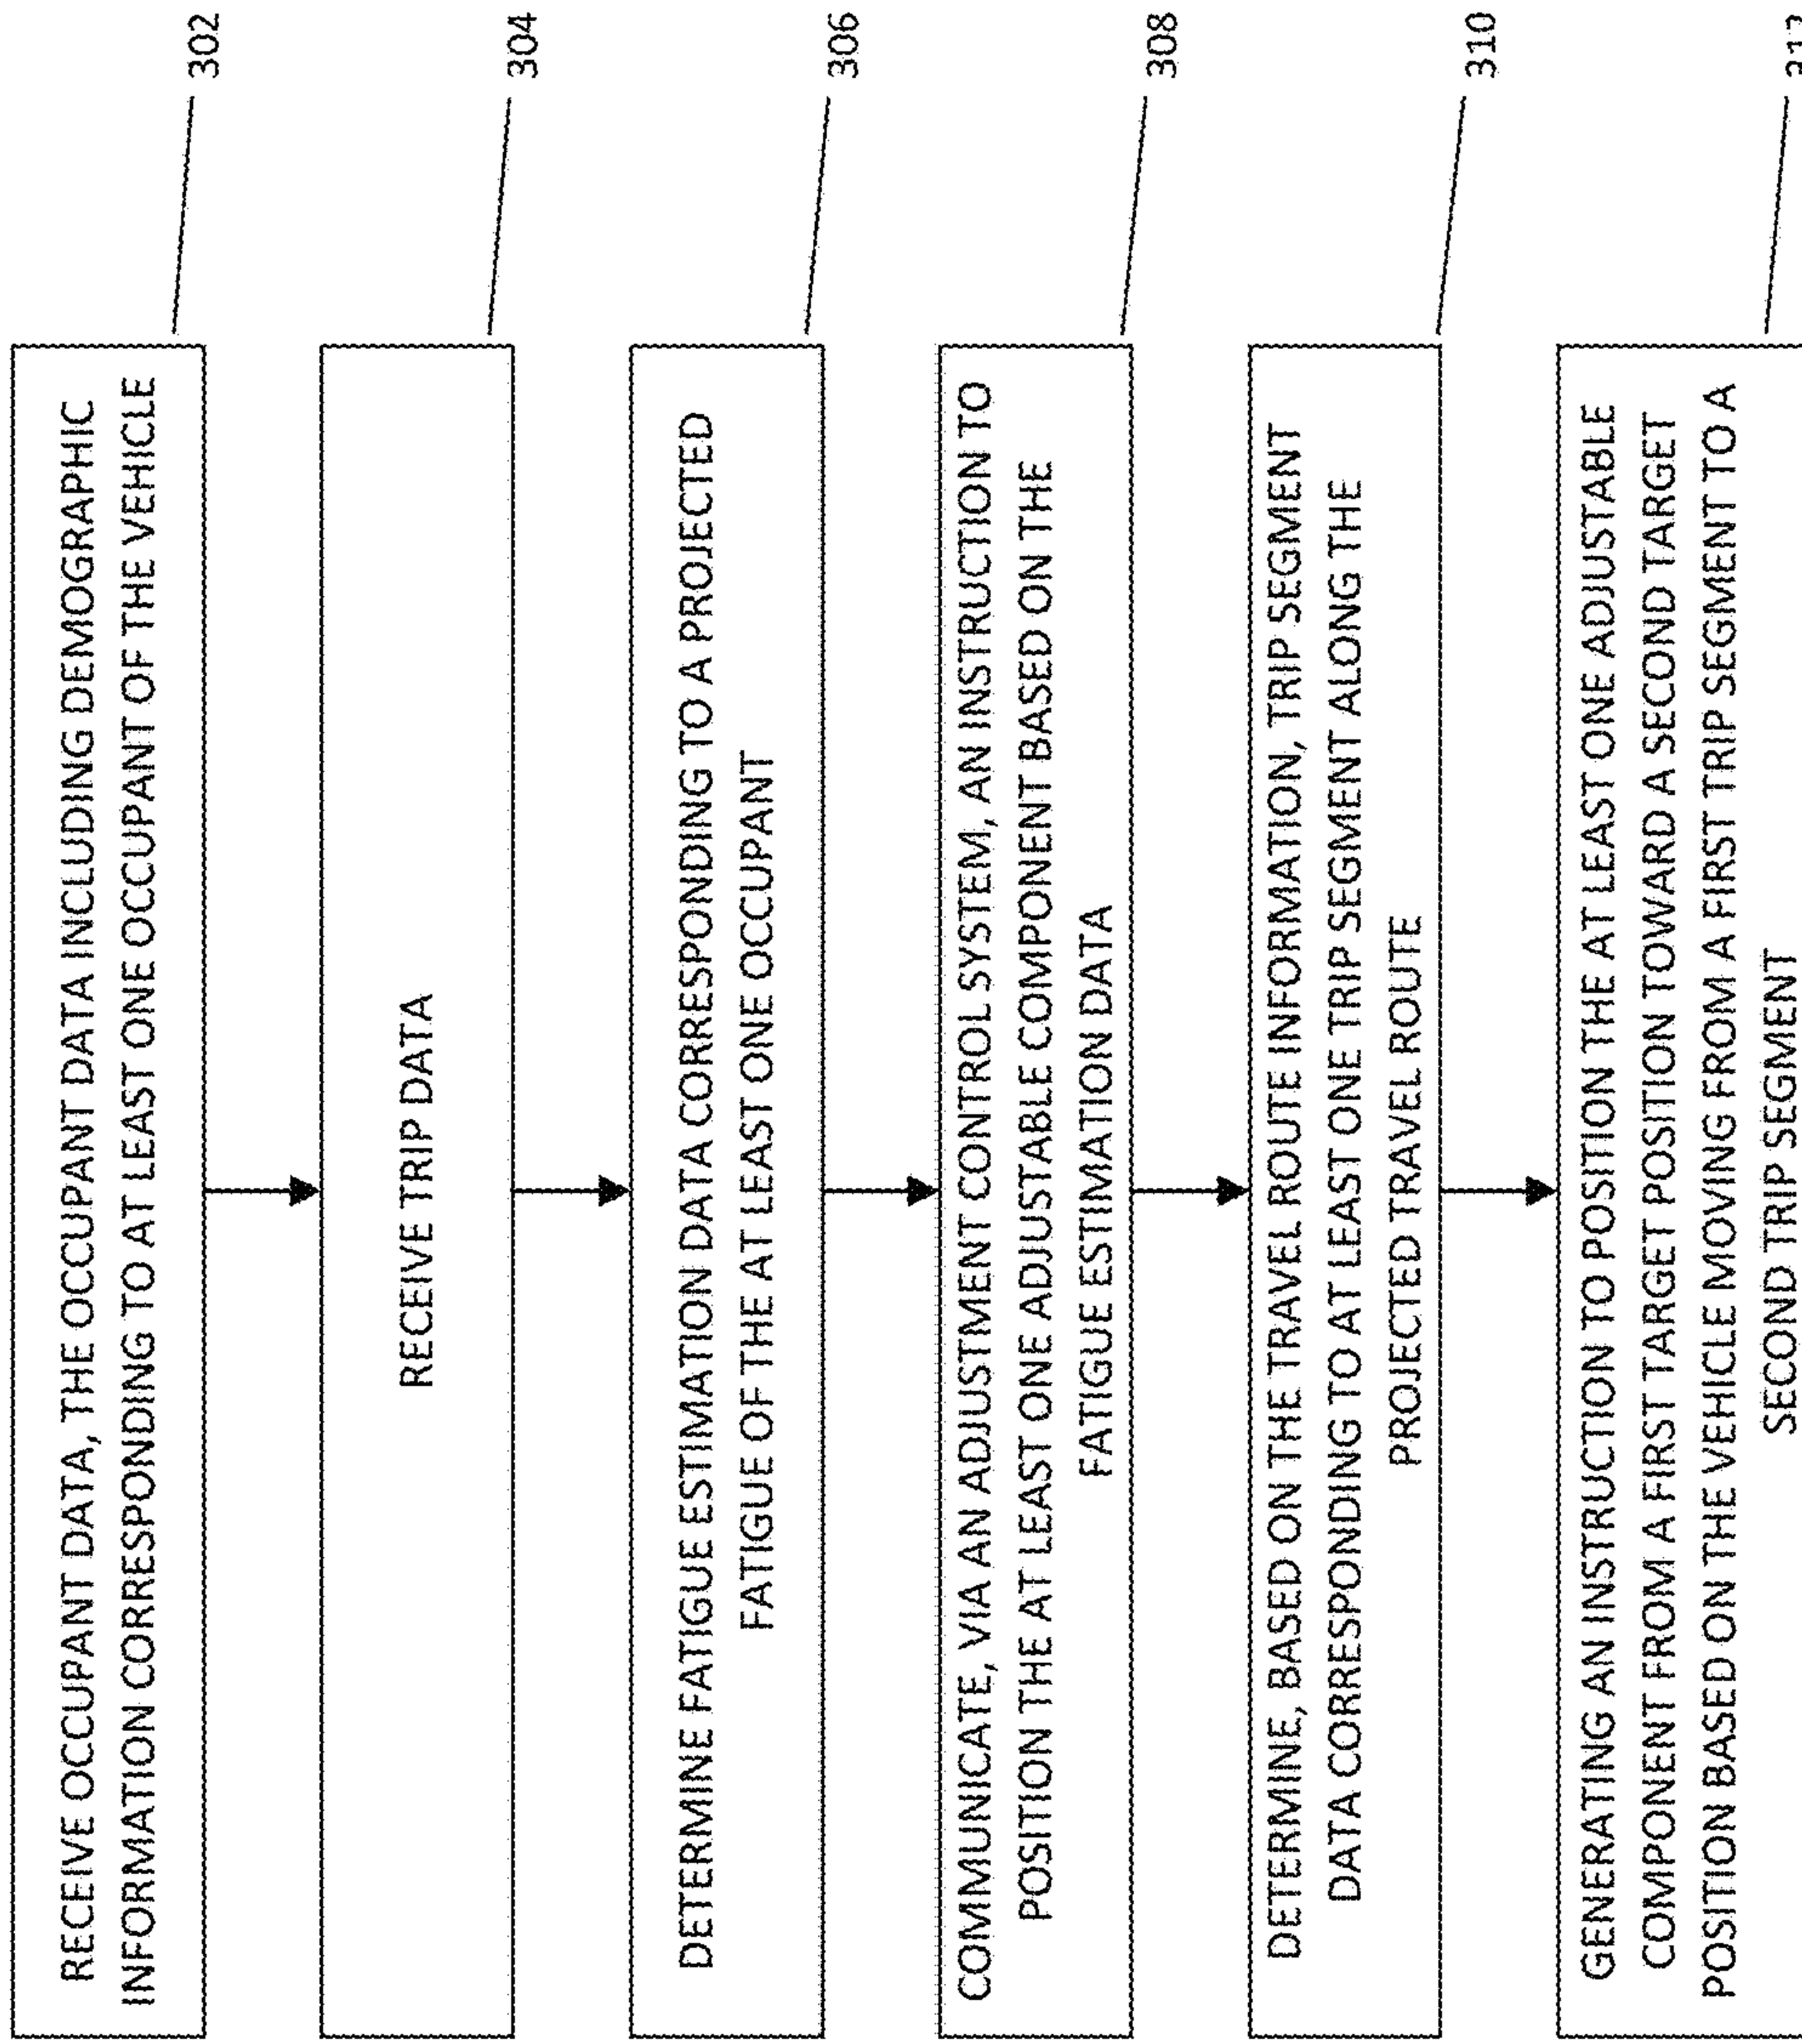 RECEIVE OCCUPANT DATA, THE OCCUPANT DATA INCLUDING DEMOGRAPHIC
INFORMATION CORRESPONDING TO AT LEAST ONE OCCUPANT OF THE VEHICLE
302
RECEIVE TRIP DATA
304
DETERMINE FATIGUE ESTIMATION DATA CORRESPONDING TO A PROJECTED
FATIGUE OF THE AT LEAST ONE OCCUPANT
306
COMMUNICATE, VIA AN ADJUSTMENT CONTROL SYSTEM, AN INSTRUCTION TO
POSITION THE AT LEAST ONE ADJUSTABLE COMPONENT BASED ON THE
FATIGUE ESTIMATION DATA
308
DETERMINE, BASED ON THE TRAVEL ROUTE INFORMATION, TRIP SEGMENT
DATA CORRESPONDING TO AT LEAST ONE TRIP SEGMENT ALONG THE
PROJECTED TRAVEL ROUTE
310
GENERATING AN INSTRUCTION TO POSITION THE AT LEAST ONE ADJUSTABLE
COMPONENT FROM A FIRST TARGET POSITION TOWARD A SECOND TARGET
POSITION BASED ON THE VEHICLE MOVING FROM A FIRST TRIP SEGMENT TO A
SECOND TRIP SEGMENT